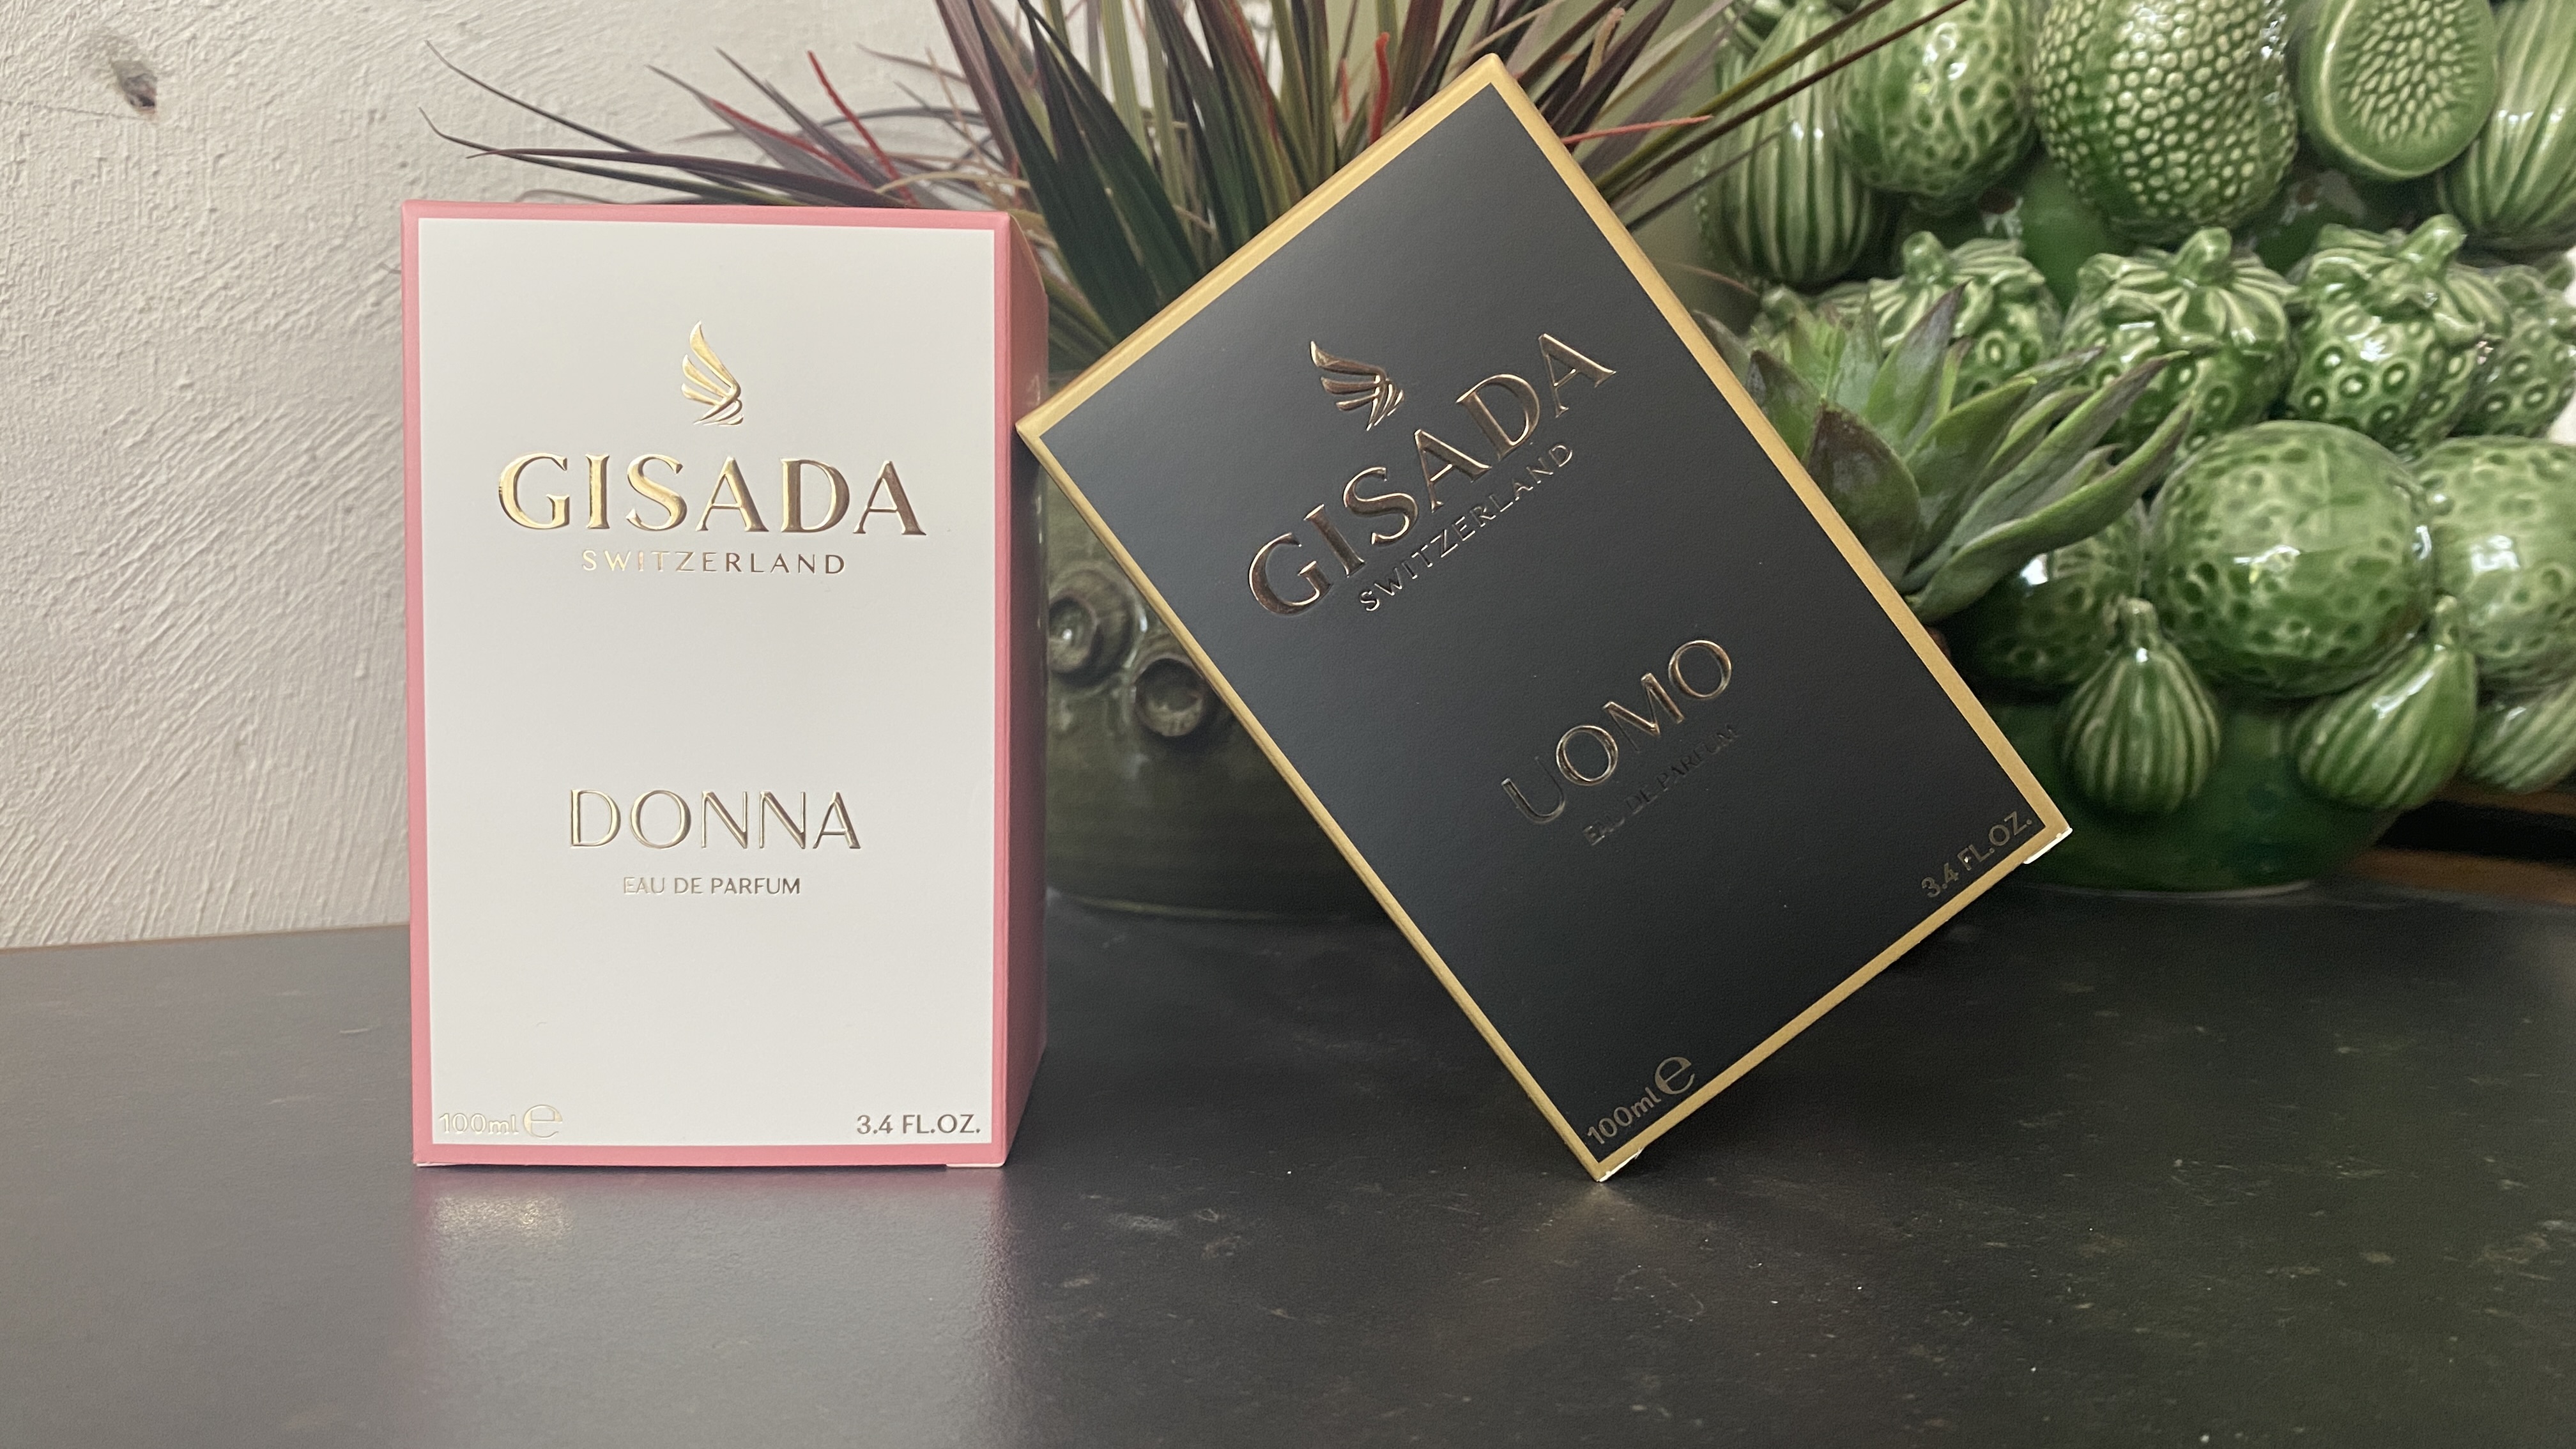 GISADA
SWITZERLAND
DONNA
EAU DE PARFUM
100ml e
3.4 FL.OZ.
GISADA
SWITZERLAND
UOMO
EAU DE PARFUM
100ml e
3.4 FL.OZ.